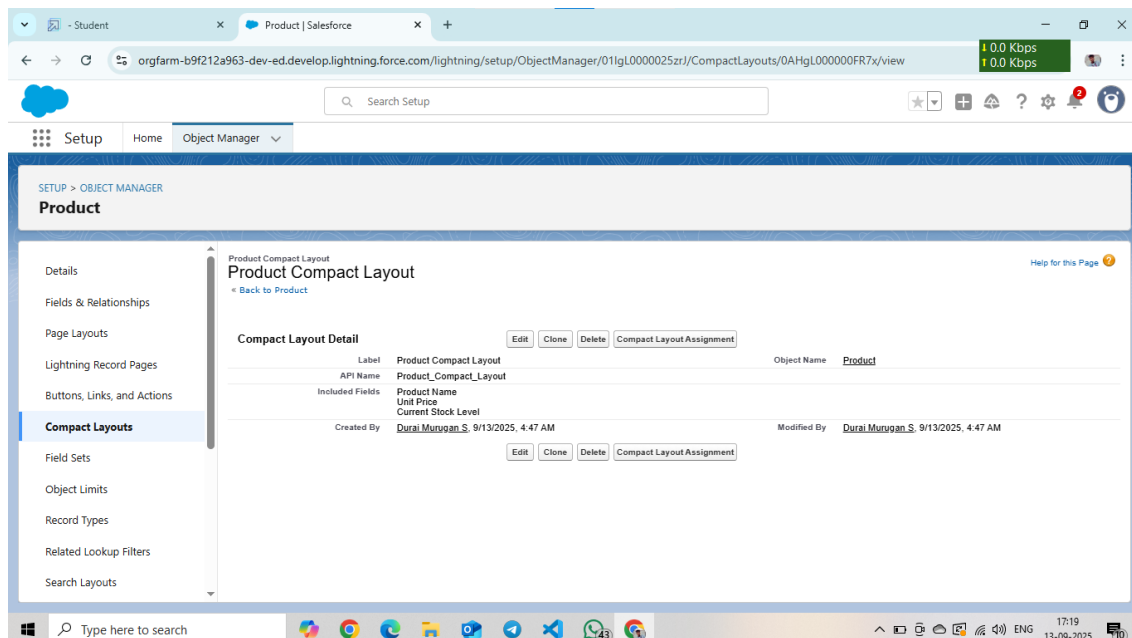 - Student
Product | Salesforce
orgfarm-b9f212a963-dev-ed.develop.lightning.force.com/lightning/setup/ObjectManager/01IgL0000025zrJ/CompactLayouts/0AHgL000000FR7x/view
0.0 Kbps
0.0 Kbps
Search Setup
2
Setup
Home
Object Manager
SETUP > OBJECT MANAGER
Product
Details
Fields & Relationships
Page Layouts
Lightning Record Pages
Buttons, Links, and Actions
Compact Layouts
Field Sets
Object Limits
Record Types
Related Lookup Filters
Search Layouts
Product Compact Layout
Product Compact Layout
« Back to Product
Help for this Page
Compact Layout Detail
Edit Clone Delete Compact Layout Assignment
Label Product Compact Layout Object Name Product
API Name Product_Compact_Layout
Included Fields Product Name
Unit Price
Current Stock Level
Created By Durai Murugan S, 9/13/2025, 4:47 AM Modified By Durai Murugan S, 9/13/2025, 4:47 AM
Edit Clone Delete Compact Layout Assignment
Type here to search
43
ENG
17:19
13-09-2025
10